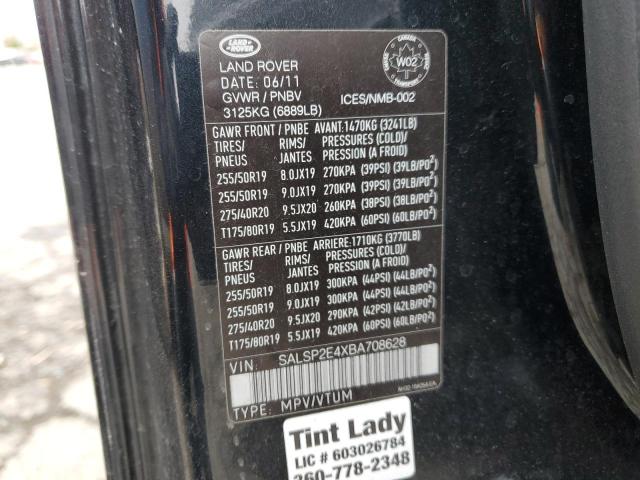 LAND ROVER
CANADA
W02
TRANSPORT
LAND ROVER
DATE: 06/11
GVWR / PNBV
3125KG (6889LB)
ICES/NMB-002
GAWR FRONT / PNBE AVANT:1470KG (3241LB)
TIRES/ RIMS/ PRESSURES (COLD)/
PNEUS JANTES PRESSION (A FROID)
255/50R19 8.0JX19 270KPA (39PSI) (39LB/PO²)
255/50R19 9.0JX19 270KPA (39PSI) (39LB/PO²)
275/40R20 9.5JX20 260KPA (38PSI) (38LB/PO²)
T175/80R19 5.5JX19 420KPA (60PSI) (60LB/PO²)
GAWR REAR / PNBE ARRIERE:1710KG (3770LB)
TIRES/ RIMS/ PRESSURES (COLD)/
PNEUS JANTES PRESSION (A FROID)
255/50R19 8.0JX19 300KPA (44PSI) (44LB/PO²)
255/50R19 9.0JX19 300KPA (44PSI) (44LB/PO²)
275/40R20 9.5JX20 290KPA (42PSI) (42LB/PO²)
T175/80R19 5.5JX19 420KPA (60PSI) (60LB/PO²)
VIN: SALSP2E4XBA708628
TYPE: MPV/VTUM
Tint Lady
LIC # 603026784
360-778-2348